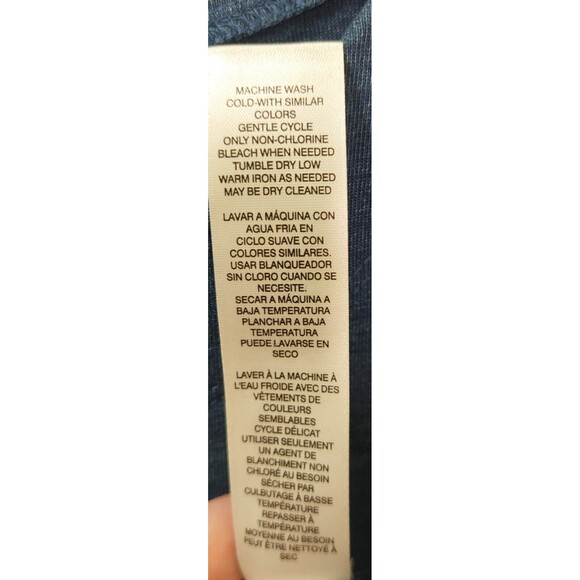 MACHINE WASH
COLD-WITH SIMILAR
COLORS
GENTLE CYCLE
ONLY NON-CHLORINE
BLEACH WHEN NEEDED
TUMBLE DRY LOW
WARM IRON AS NEEDED
MAY BE DRY CLEANED
LAVAR A MÁQUINA CON
AGUA FRIA EN
CICLO SUAVE CON
COLORES SIMILARES.
USAR BLANQUEADOR
SIN CLORO CUANDO SE
NECESITE.
SECAR A MÁQUINA A
BAJA TEMPERATURA
PLANCHAR A BAJA
TEMPERATURA
PUEDE LAVARSE EN
SECO
LAVER À LA MACHINE À
L'EAU FROIDE AVEC DES
VÊTEMENTS DE
COULEURS
SEMBLABLES
CYCLE DÉLICAT
UTILISER SEULEMENT
UN AGENT DE
BLANCHIMENT NON
CHLORÉ AU BESOIN
SÉCHER PAR
CULBUTAGE À BASSE
TEMPÉRATURE
REPASSER À
TEMPÉRATURE
MOYENNE AU BESOIN
PEUT ÊTRE NETTOYÉ À
SEC